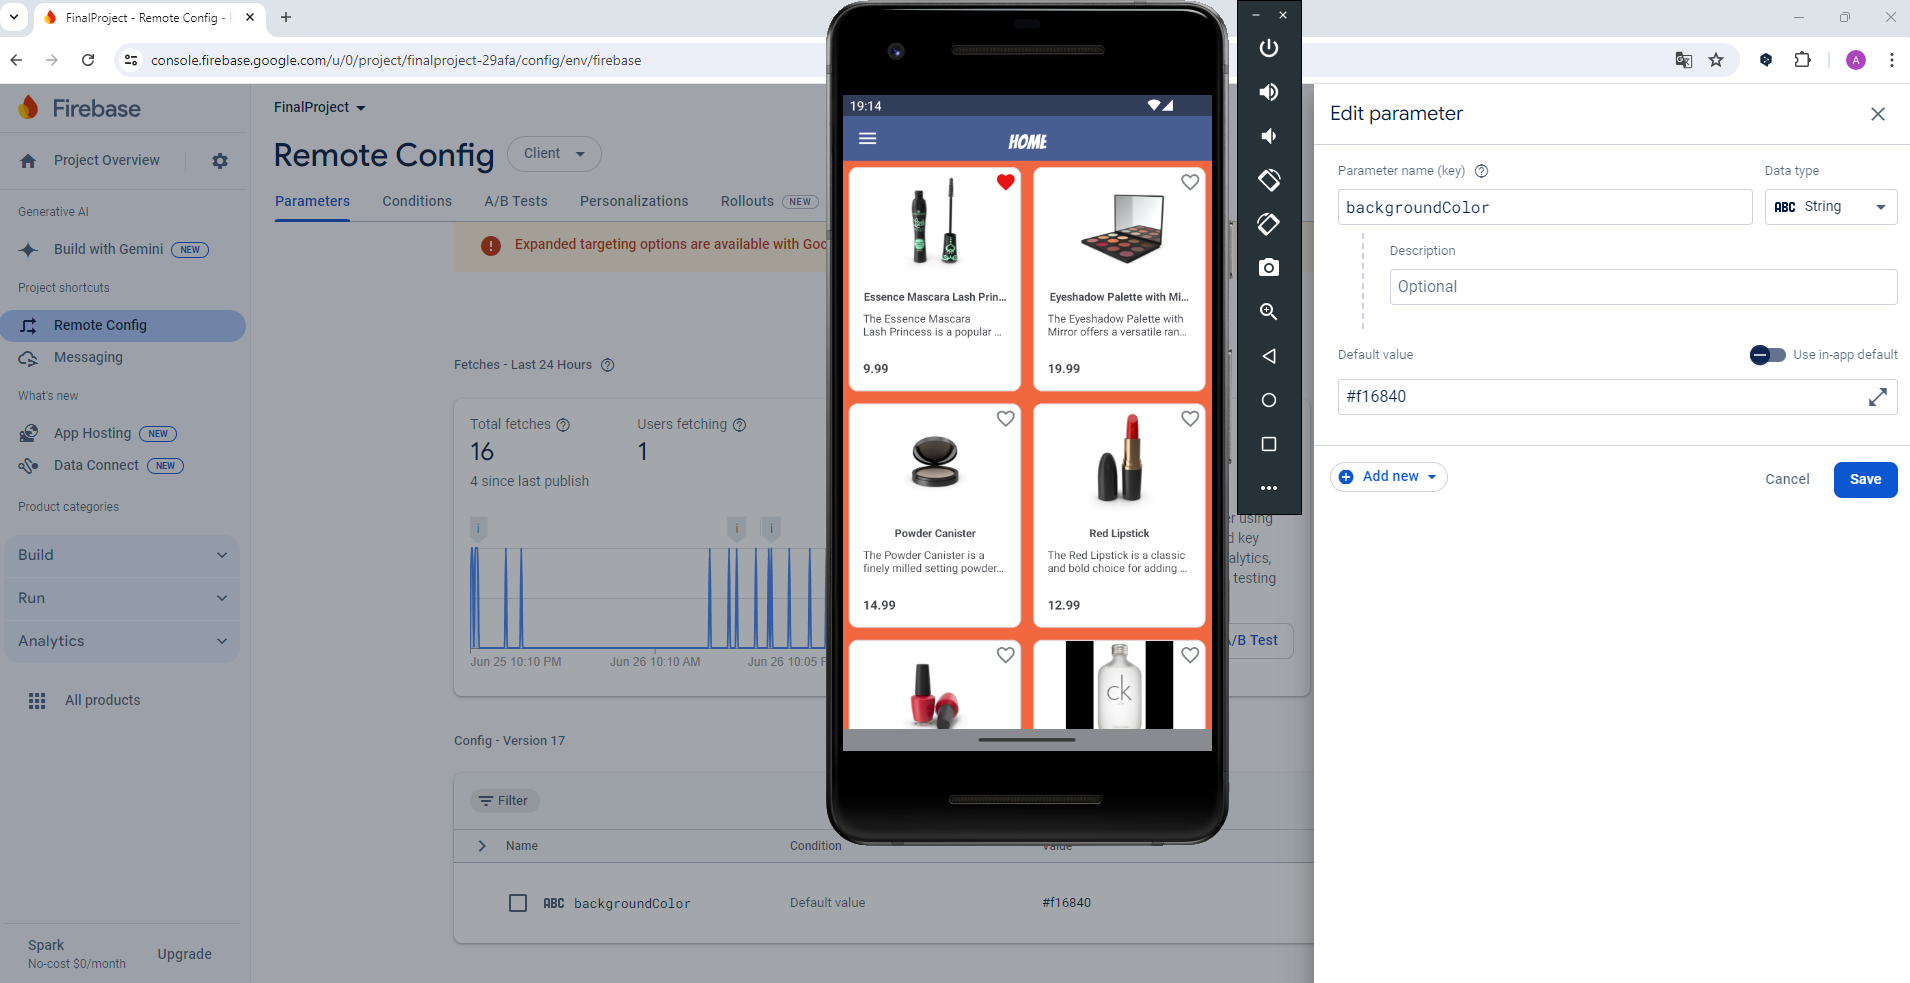 FinalProject - Remote Config -
console.firebase.google.com/u/0/project/finalproject-29afa/config/env/firebase
A
Firebase
Project Overview
Generative AI
Build with Gemini NEW
Project shortcuts
Remote Config
Messaging
What's new
App Hosting NEW
Data Connect NEW
Product categories
Build
Run
Analytics
All products
Spark
No-cost $0/month
Upgrade
FinalProject
Remote Config
Client
Parameters
Conditions
A/B Tests
Personalizations
Rollouts NEW
Expanded targeting options are available with Goo
Fetches - Last 24 Hours
Total fetches
16
4 since last publish
Users fetching
1
Jun 25 10:10 PM
Jun 26 10:10 AM
Jun 26 10:05 P
er using
d key
alytics,
testing
A/B Test
Config - Version 17
Filter
Name
Condition
Value
ABC backgroundColor
Default value
#f16840
19:14
HOME
Essence Mascara Lash Prin...
The Essence Mascara
Lash Princess is a popular ...
9.99
Eyeshadow Palette with Mi...
The Eyeshadow Palette with
Mirror offers a versatile ran...
19.99
Powder Canister
The Powder Canister is a
finely milled setting powder...
14.99
Red Lipstick
The Red Lipstick is a classic
and bold choice for adding ...
12.99
ck
Edit parameter
Parameter name (key)
Data type
backgroundColor
ABC String
Description
Optional
Default value
Use in-app default
#f16840
Add new
Cancel
Save